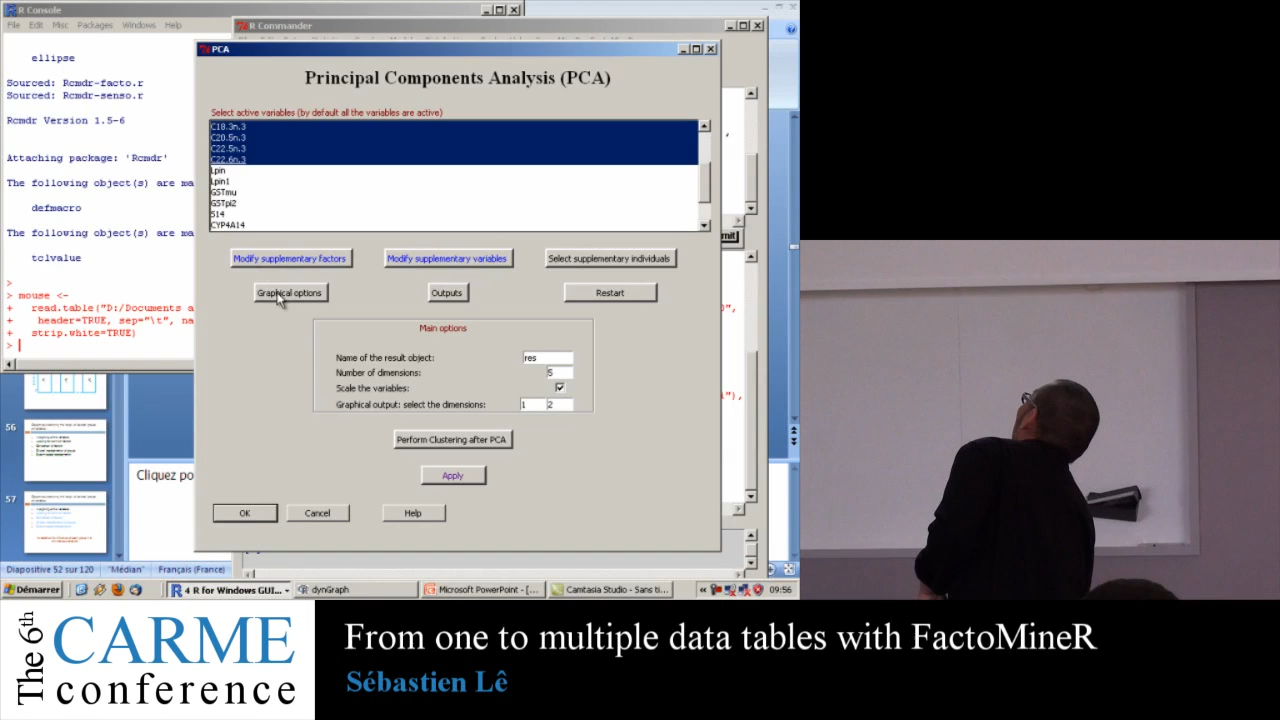 R Console
File Edit Misc Packages Windows Help
ellipse
Sourced: Rcmdr-facto.r
Sourced: Rcmdr-senso.r
Rcmdr Version 1.5-6
Attaching package: 'Rcmdr'
The following object(s) are ma
defmacro
The following object(s) are ma
tclvalue
>
> mouse <-
+ read.table("D:/Documents a
+ header=TRUE, sep="\t", na
+ strip.white=TRUE)
>
R Commander
PCA
Principal Components Analysis (PCA)
Select active variables (by default all the variables are active)
C18.3n.3
C20.5n.3
C22.5n.3
C22.6n.3
Lpin
Lpin1
GSTmu
GSTpi2
S14
CYP4A14
Modify supplementary factors
Modify supplementary variables
Select supplementary individuals
Graphical options
Outputs
Restart
Main options
Name of the result object: res
Number of dimensions: 5
Scale the variables:
Graphical output: select the dimensions: 1 2
Perform Clustering after PCA
Apply
OK
Cancel
Help
mit
56
57
Cliquez po
Diapositive 52 sur 120 "Médian" Français (France)
Démarrer
4 R for Windows GUI...
dynGraph
Microsoft PowerPoint - [...
Camtasia Studio - Sans ti...
09:56
The 6th
CARME
conference
From one to multiple data tables with FactoMineR
Sébastien Lê